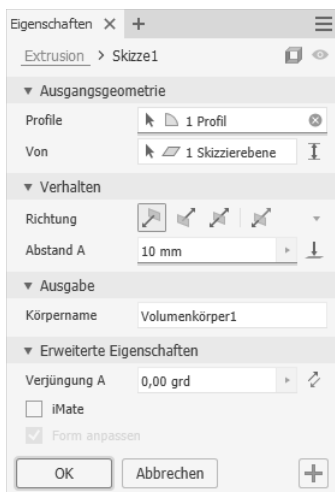 Eigenschaften × +
Extrusion > Skizze1
Ausgangsgeometrie
Profile 1 Profil
Von 1 Skizzierebene
Verhalten
Richtung
Abstand A 10 mm
Ausgabe
Körpername Volumenkörper1
Erweiterte Eigenschaften
Verjüngung A 0,00 grd
iMate
Form anpassen
OK Abbrechen +